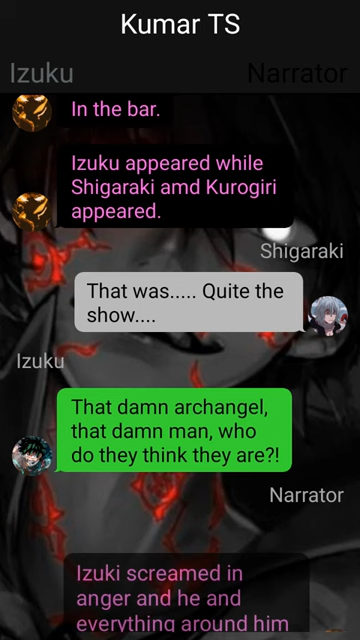 Kumar TS
Izuku
Narrator
In the bar.
Izuku appeared while
Shigaraki amd Kurogiri
appeared.
Shigaraki
That was..... Quite the
show....
Izuku
That damn archangel,
that damn man, who
do they think they are?!
Narrator
Izuki screamed in
anger and he and
everything around him